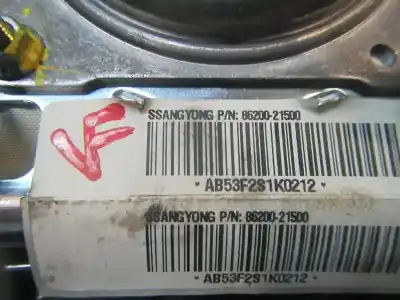 VF
SSANGYONG P/N: 86200-21500
* AB53F2S1K0212 *
SSANGYONG P/N: 86200-21500
* AB53F2S1K0212 *